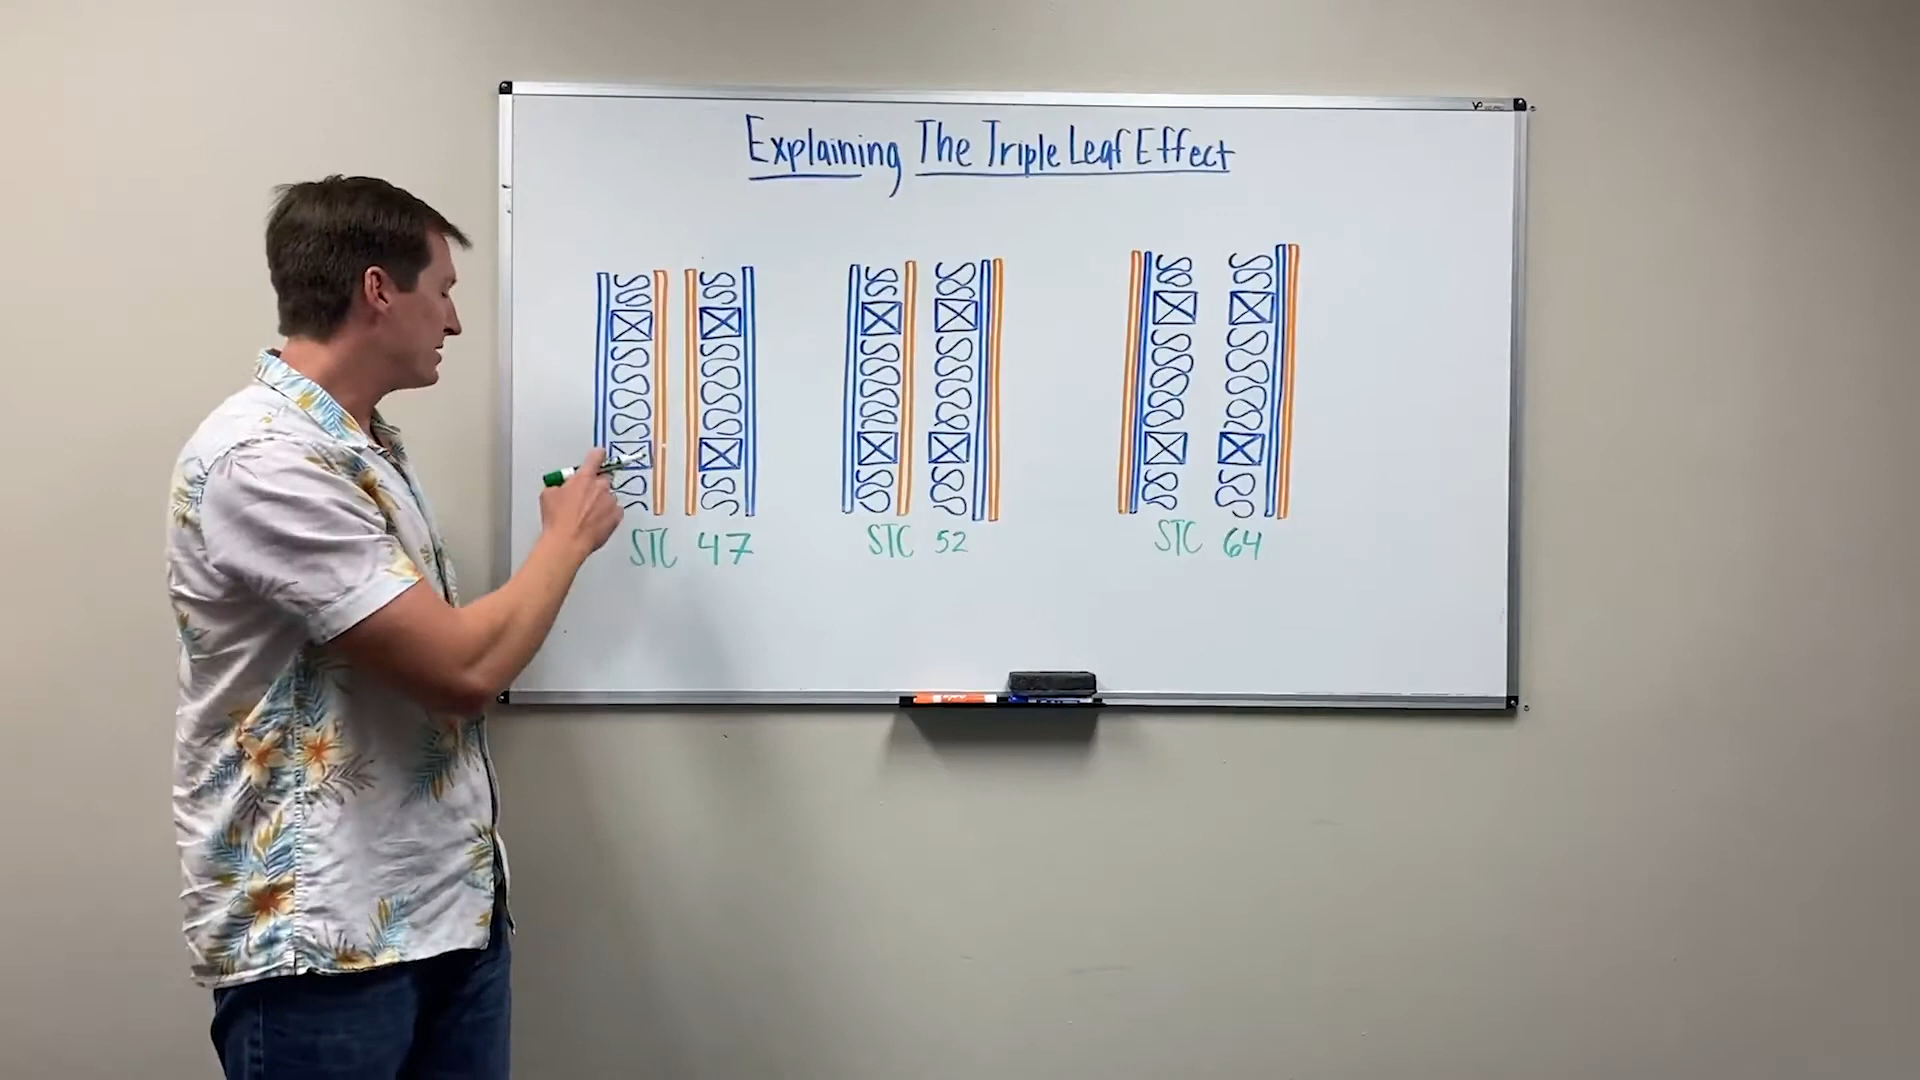 Explaining The Triple Leaf Effect
STC 47
STC 52
STC 64